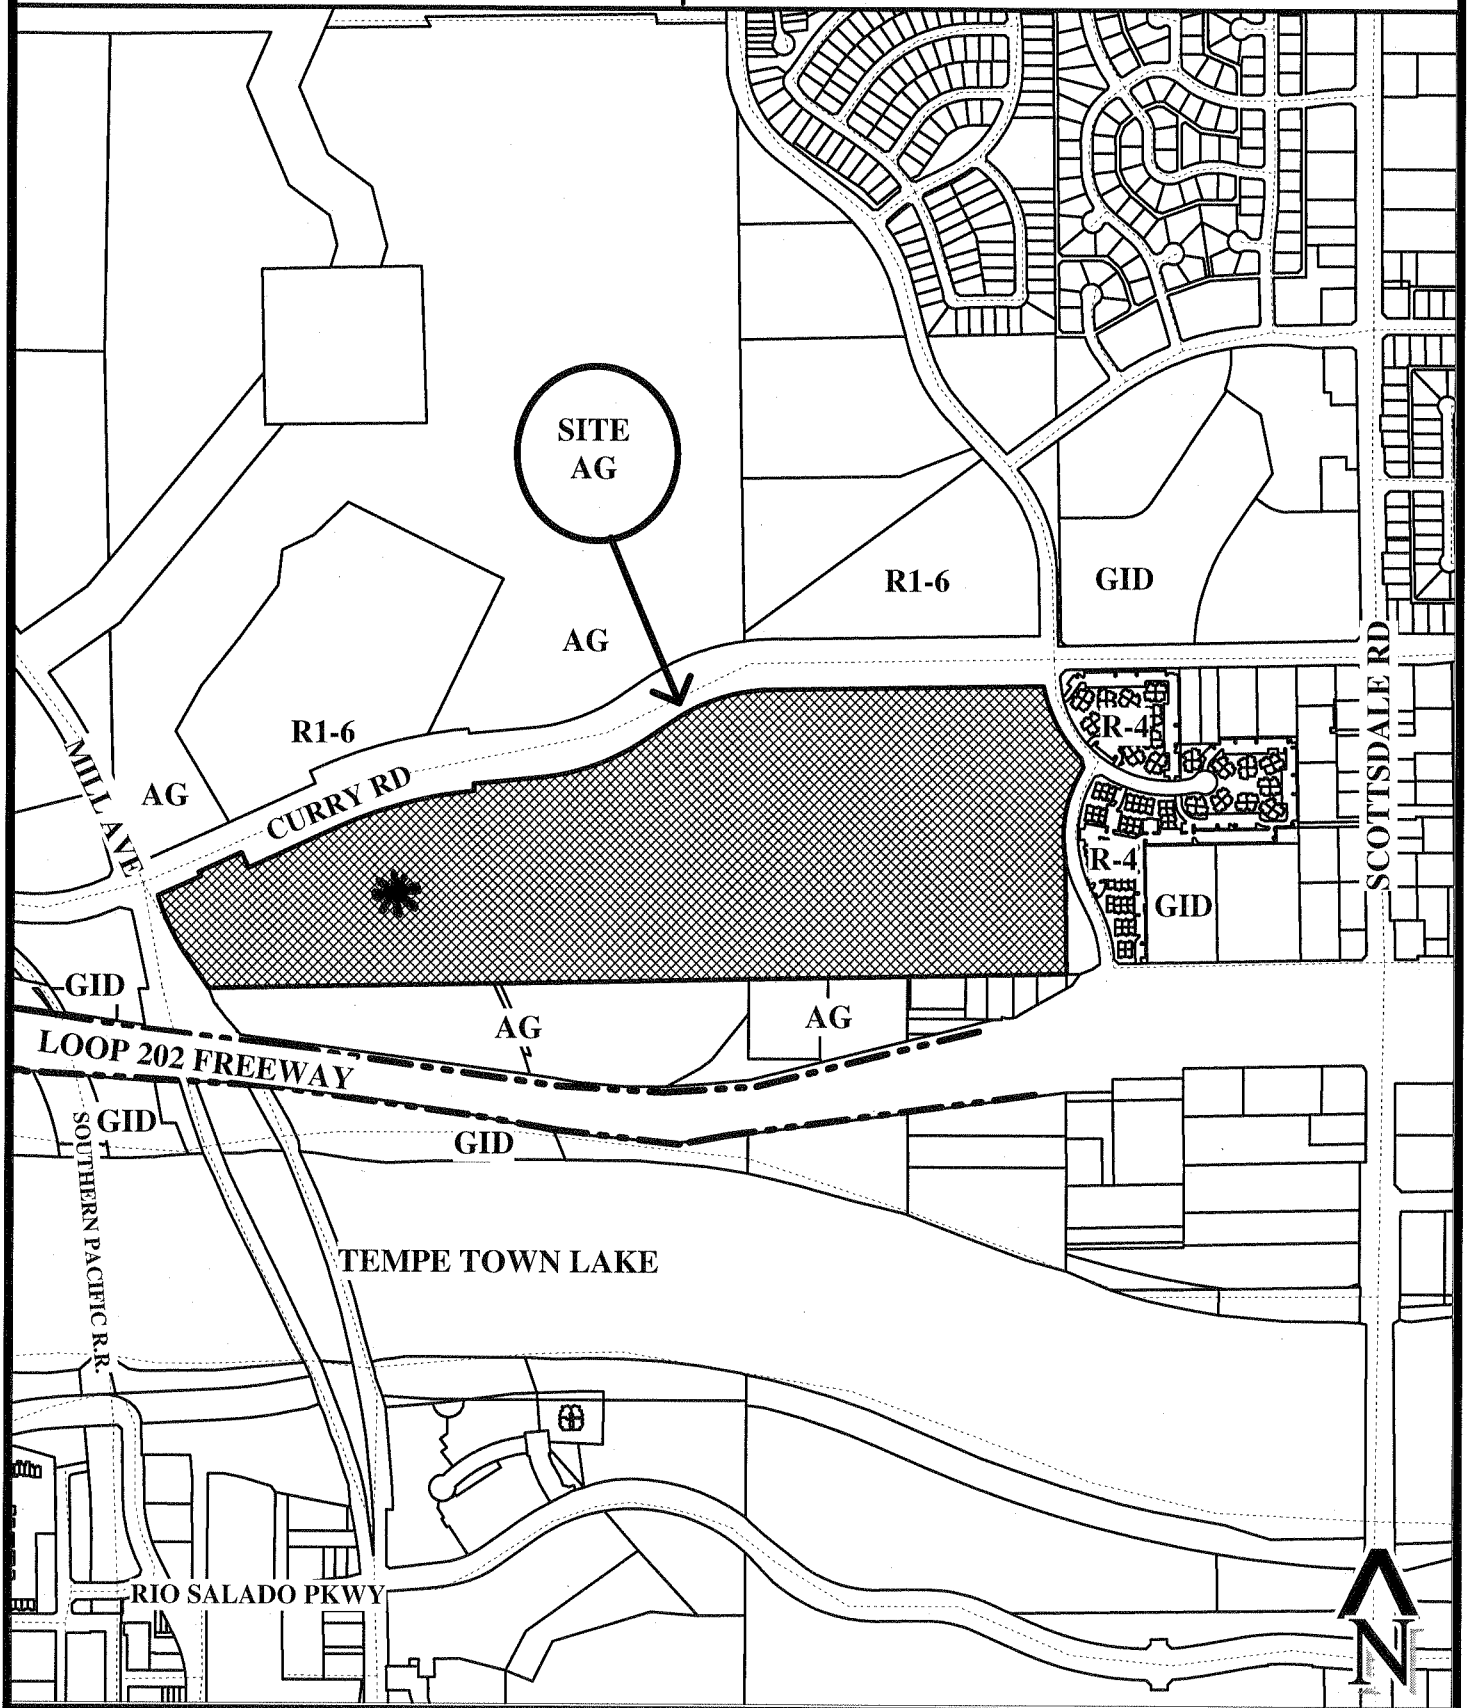 SITE
AG
R1-6
GID
AG
R1-6
R-4
SCOTTSDALE RD
MILL AVE
AG
CURRY RD
R-4
GID
GID
AG
AG
LOOP 202 FREEWAY
GID
GID
SOUTHERN PACIFIC R.R.
TEMPE TOWN LAKE
RIO SALADO PKWY
N